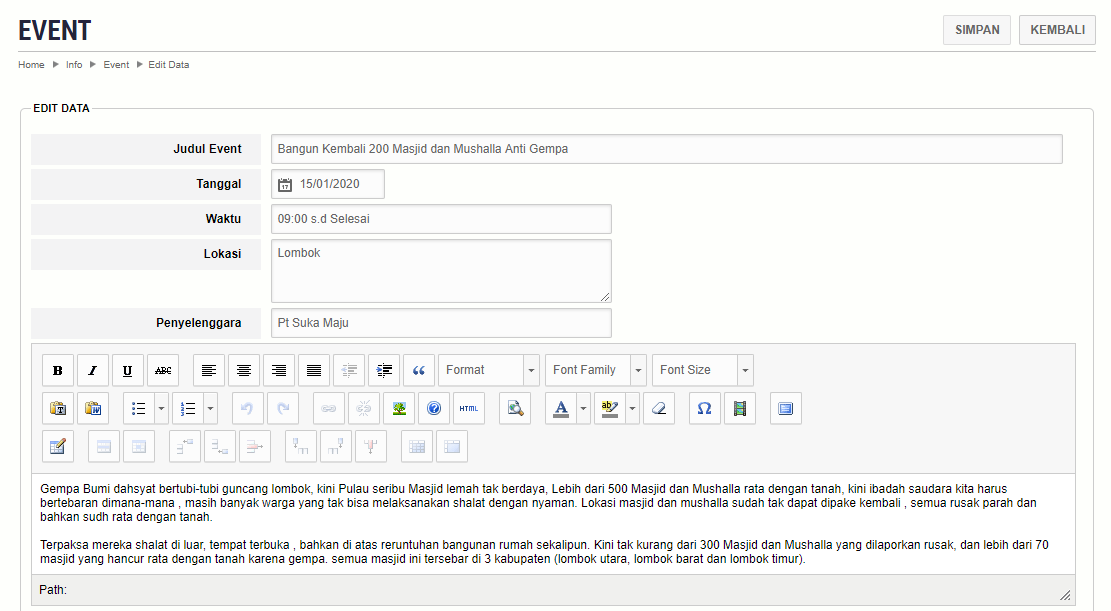 EVENT
SIMPAN KEMBALI
Home Info Event Edit Data
EDIT DATA
Judul Event Bangun Kembali 200 Masjid dan Mushalla Anti Gempa
Tanggal 17 15/01/2020
Waktu 09:00 s.d Selesai
Lokasi Lombok
Penyelenggara Pt Suka Maju
B I U ABC Format Font Family Font Size
T W HTML A ab Ω
Gempa Bumi dahsyat bertubi-tubi guncang lombok, kini Pulau seribu Masjid lemah tak berdaya, Lebih dari 500 Masjid dan Mushalla rata dengan tanah, kini ibadah saudara kita harus
bertebaran dimana-mana , masih banyak warga yang tak bisa melaksanakan shalat dengan nyaman. Lokasi masjid dan mushalla sudah tak dapat dipake kembali , semua rusak parah dan
bahkan sudh rata dengan tanah.
Terpaksa mereka shalat di luar, tempat terbuka , bahkan di atas reruntuhan bangunan rumah sekalipun. Kini tak kurang dari 300 Masjid dan Mushalla yang dilaporkan rusak, dan lebih dari 70
masjid yang hancur rata dengan tanah karena gempa. semua masjid ini tersebar di 3 kabupaten (lombok utara, lombok barat dan lombok timur).
Path: